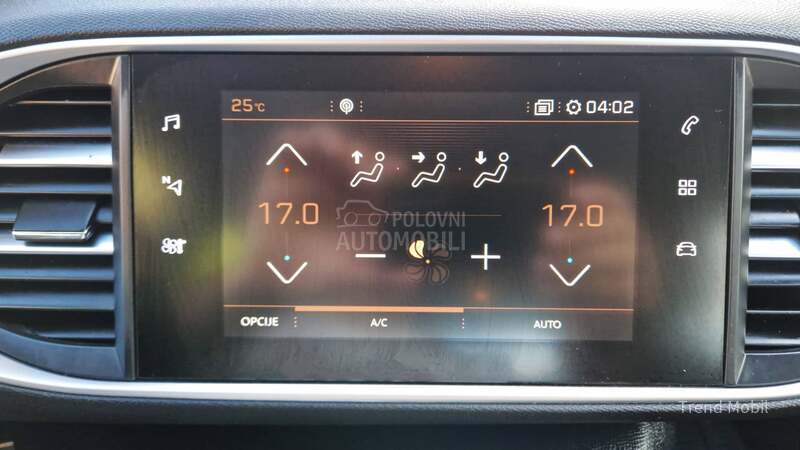 25°C
04:02
N
17.0
17.0
POLOVNI
AUTOMOBILI
OPCIJE
A/C
AUTO
Trend Mobil